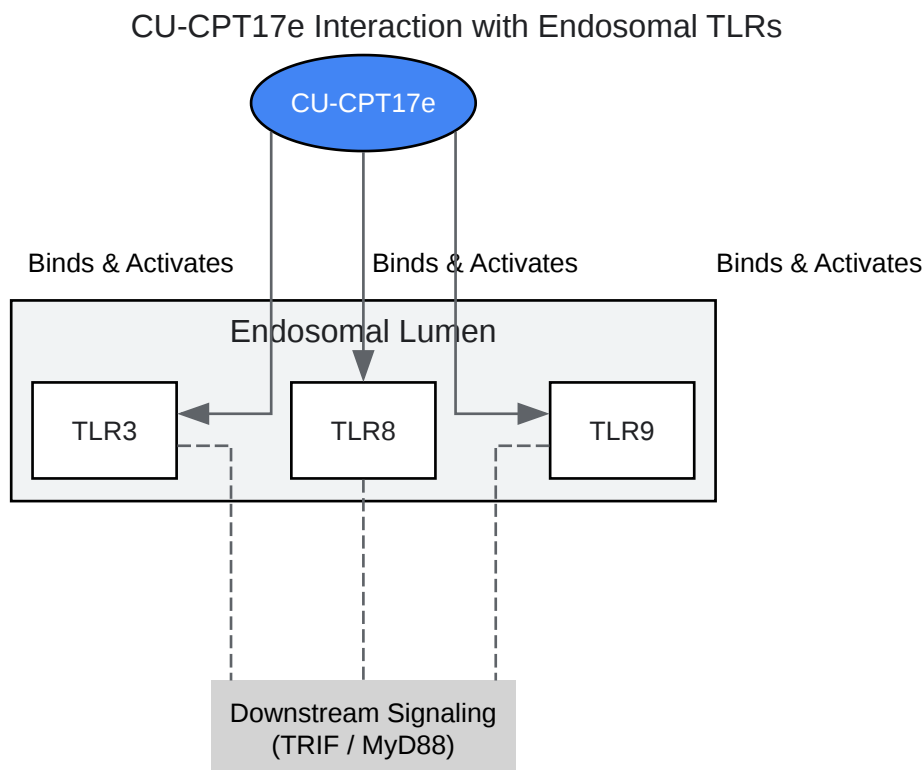 CU-CPT17e Interaction with Endosomal TLRs
CU-CPT17e
Binds & Activates
Binds & Activates
Binds & Activates
Endosomal Lumen
TLR3
TLR8
TLR9
Downstream Signaling
(TRIF / MyD88)